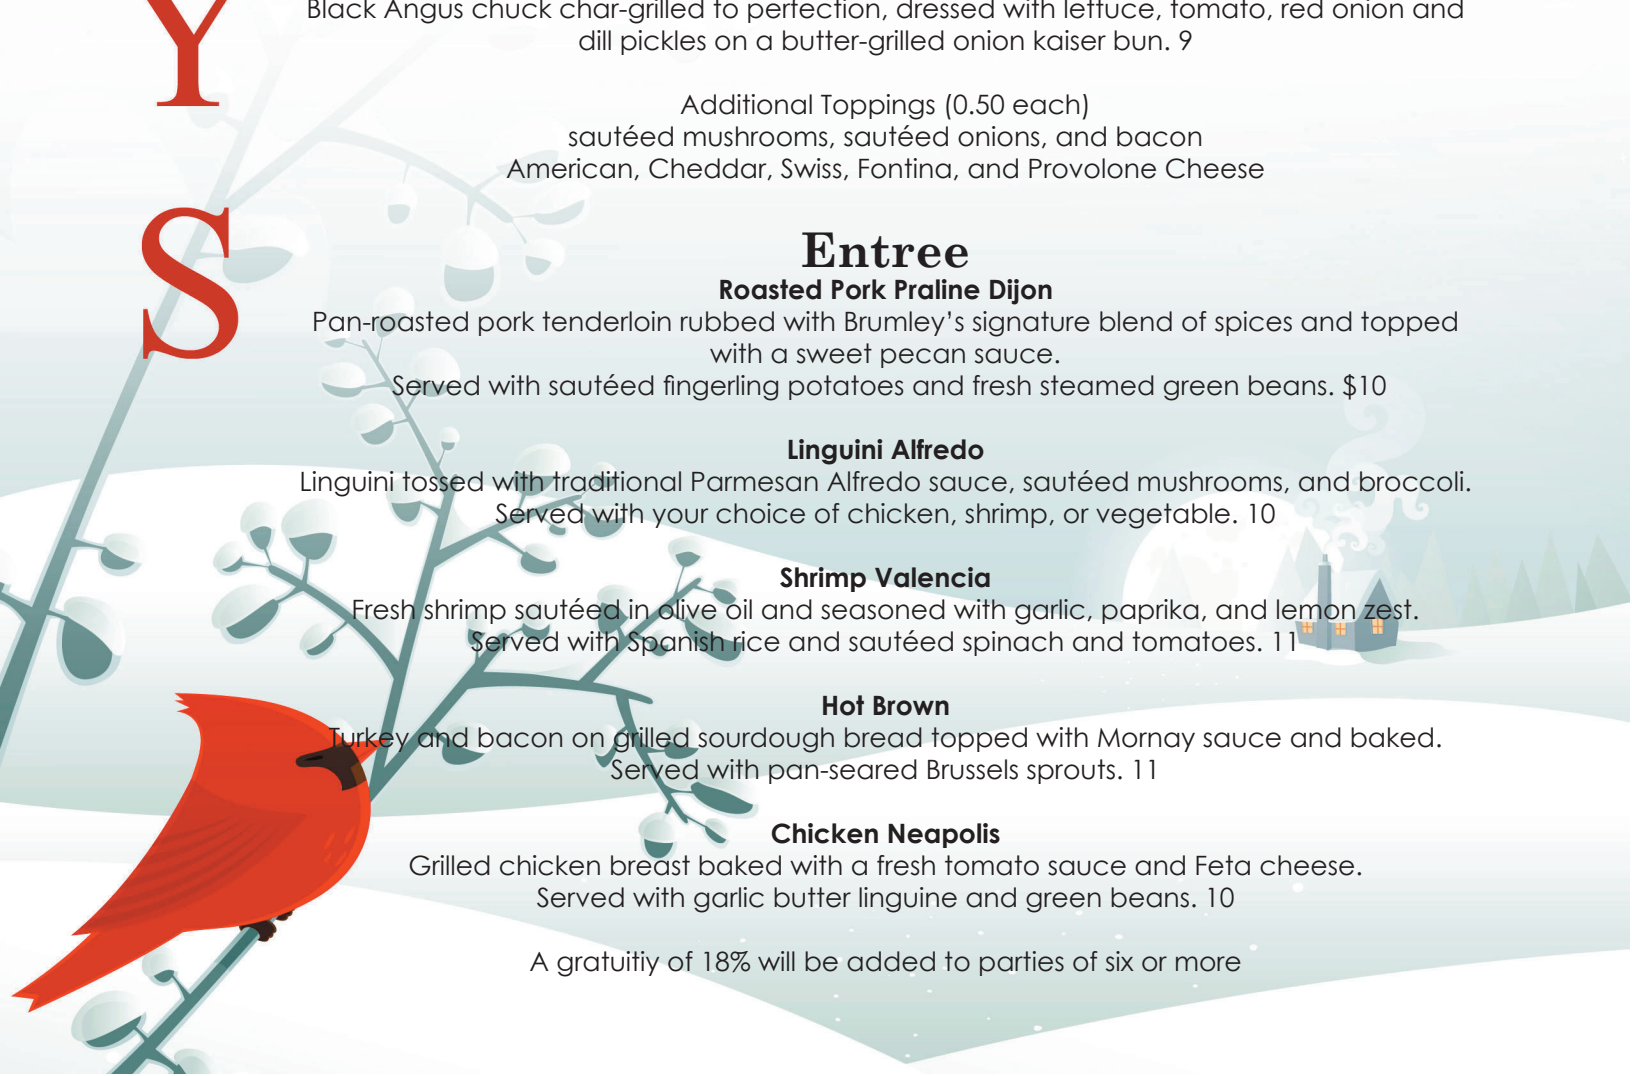 Y
S
Black Angus chuck char-grilled to perfection, dressed with lettuce, tomato, red onion and
dill pickles on a butter-grilled onion kaiser bun. 9
Additional Toppings (0.50 each)
sautéed mushrooms, sautéed onions, and bacon
American, Cheddar, Swiss, Fontina, and Provolone Cheese
Entree
Roasted Pork Praline Dijon
Pan-roasted pork tenderloin rubbed with Brumley’s signature blend of spices and topped
with a sweet pecan sauce.
Served with sautéed fingerling potatoes and fresh steamed green beans. $10
Linguini Alfredo
Linguini tossed with traditional Parmesan Alfredo sauce, sautéed mushrooms, and broccoli.
Served with your choice of chicken, shrimp, or vegetable. 10
Shrimp Valencia
Fresh shrimp sautéed in olive oil and seasoned with garlic, paprika, and lemon zest.
Served with Spanish rice and sautéed spinach and tomatoes. 11
Hot Brown
Turkey and bacon on grilled sourdough bread topped with Mornay sauce and baked.
Served with pan-seared Brussels sprouts. 11
Chicken Neapolis
Grilled chicken breast baked with a fresh tomato sauce and Feta cheese.
Served with garlic butter linguine and green beans. 10
A gratuitiy of 18% will be added to parties of six or more